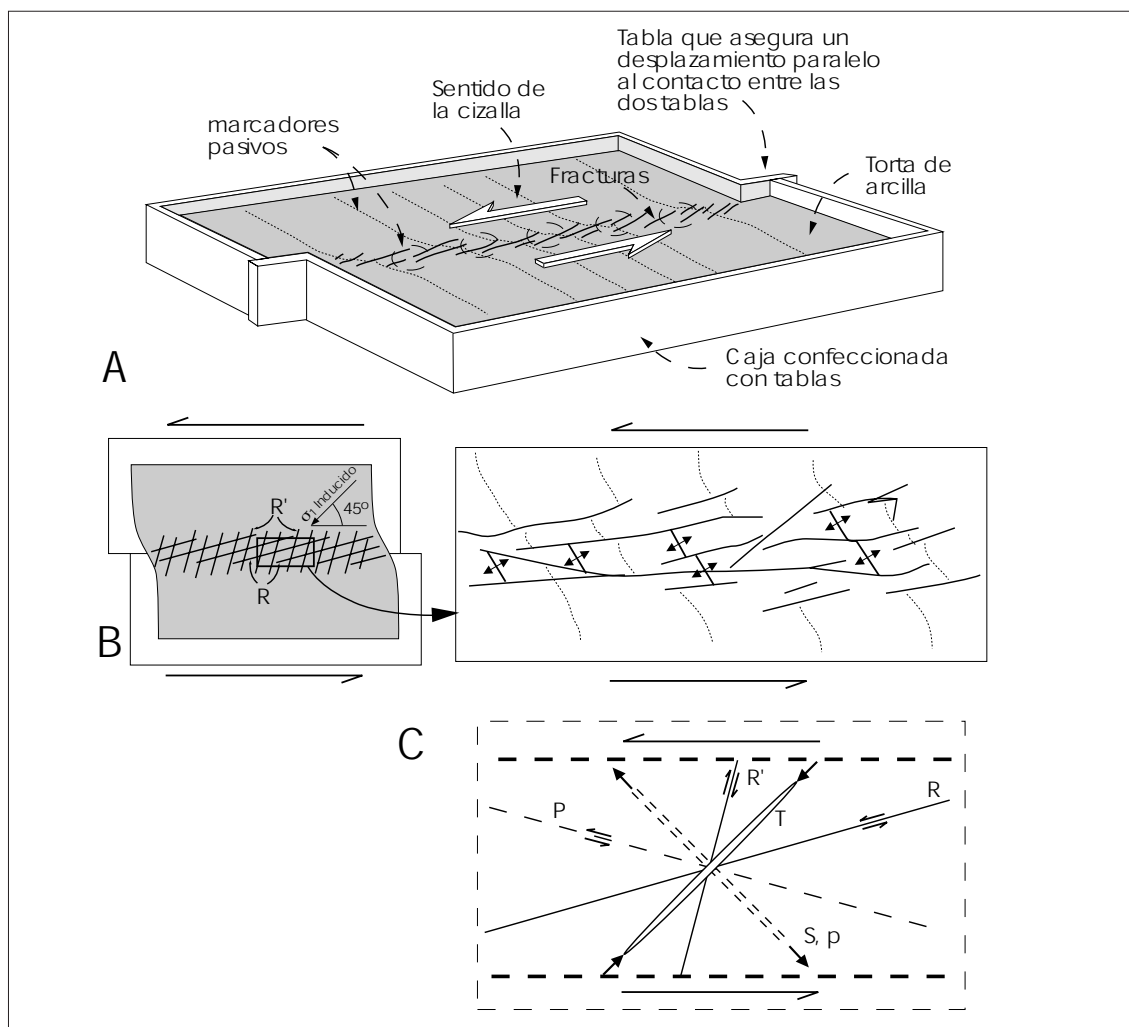 Tabla que asegura un
desplazamiento paralelo
al contacto entre las
dos tablas
Sentido de
la cizalla
marcadores
pasivos
Fracturas
Torta de
arcilla
A
Caja confeccionada
con tablas
B
R'
σ1 Inducido
45º
R
C
R'
R
P
T
S, p